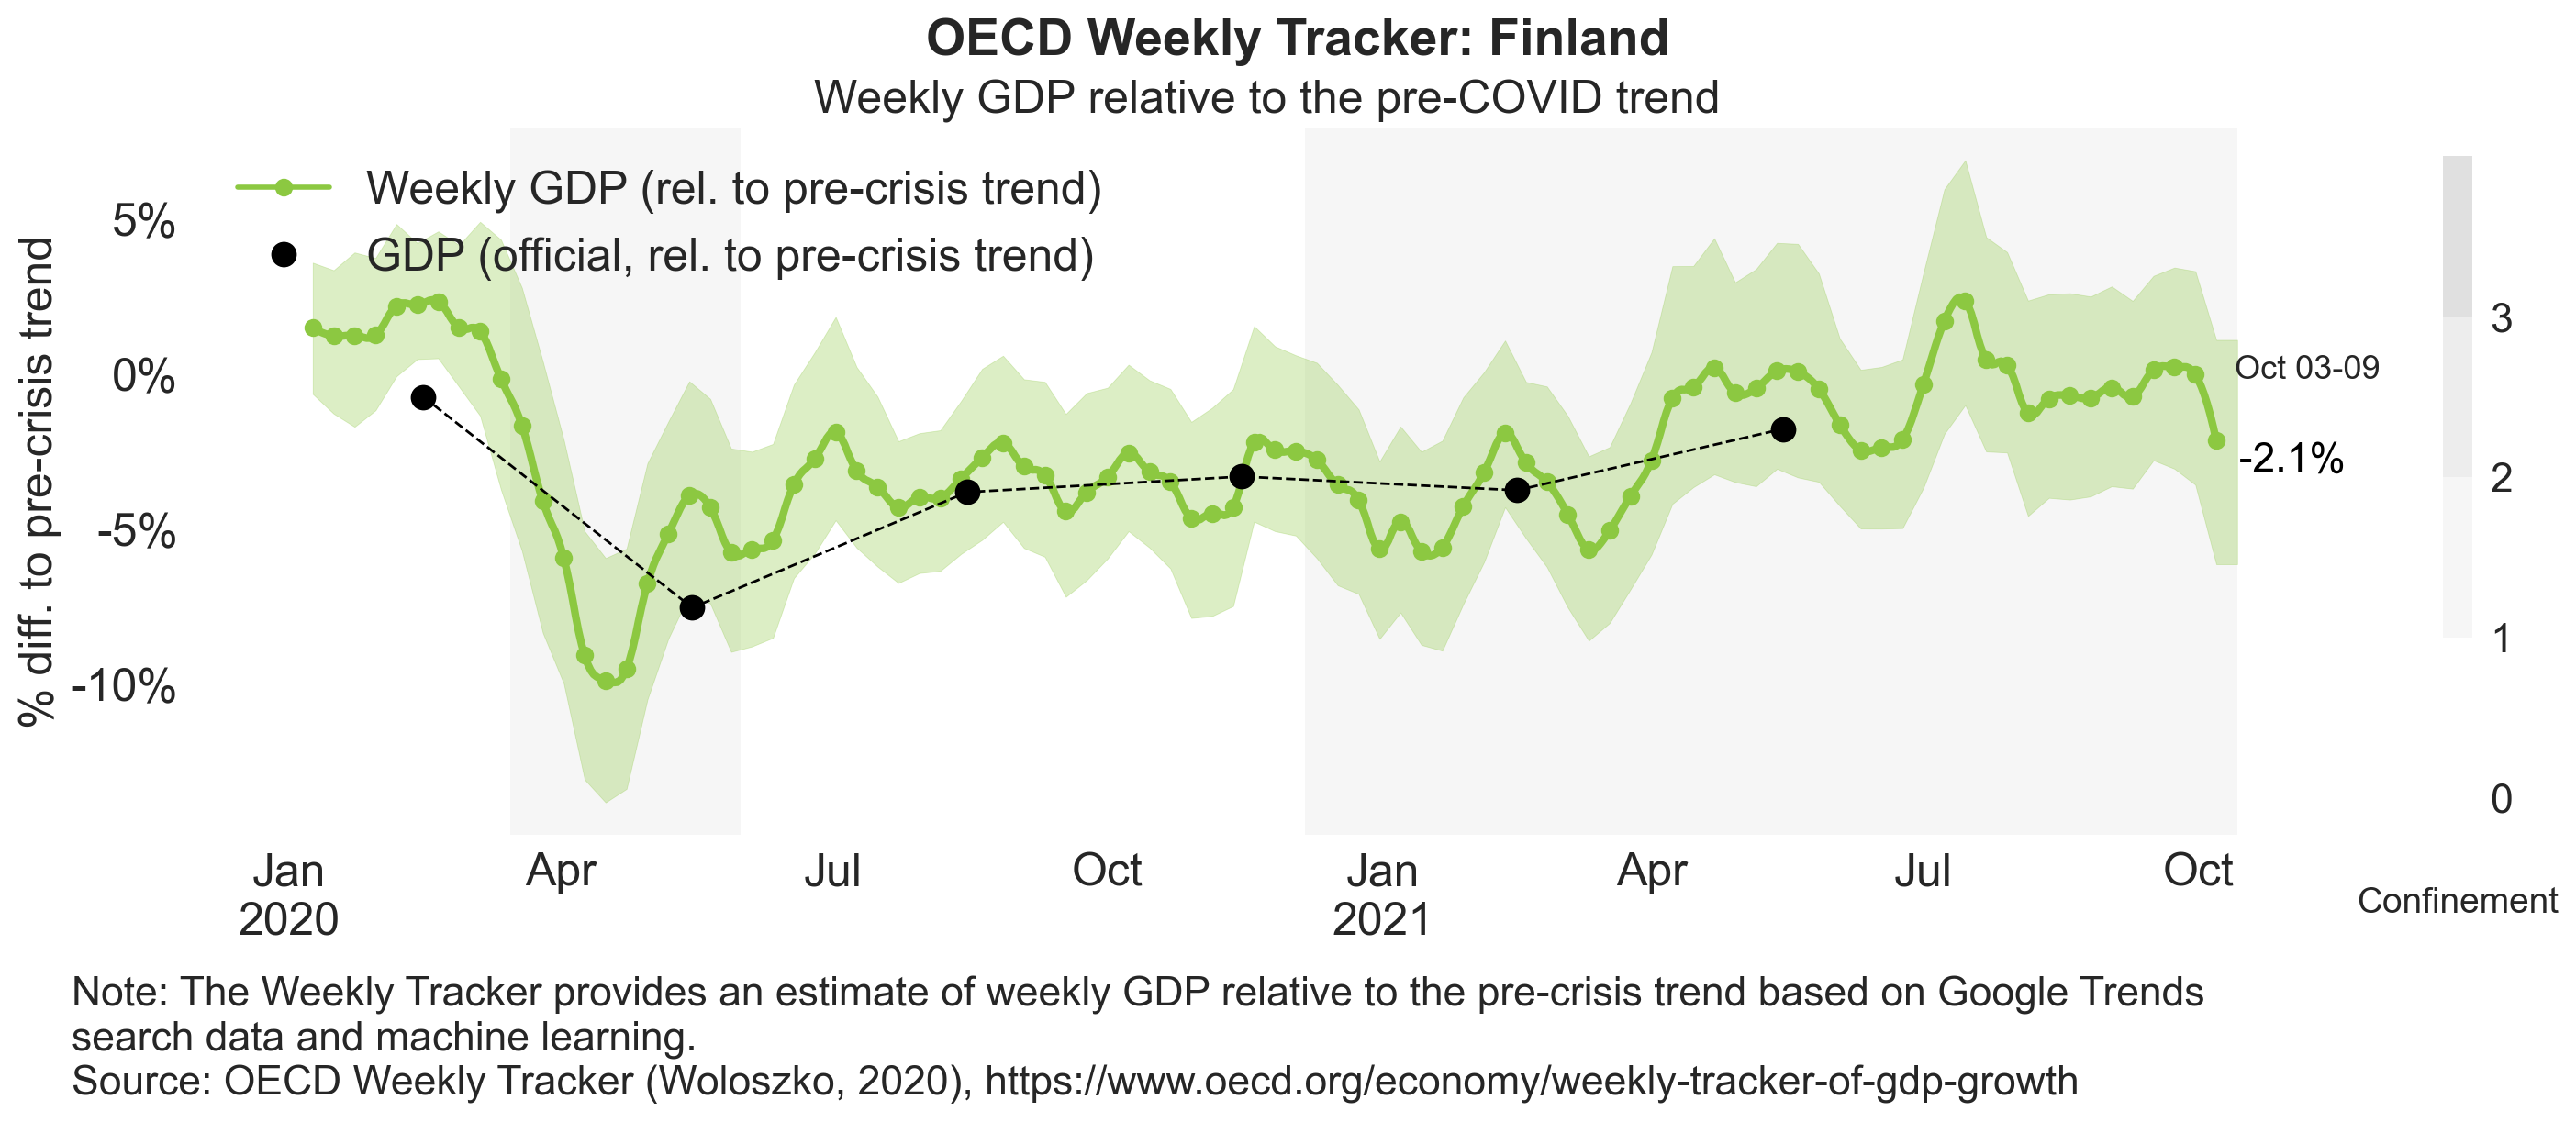 OECD Weekly Tracker: Finland
Weekly GDP relative to the pre-COVID trend
Weekly GDP (rel. to pre-crisis trend)
GDP (official, rel. to pre-crisis trend)
% diff. to pre-crisis trend
5%
0%
-5%
-10%
Oct 03-09
-2.1%
3
2
1
0
Confinement
Jan
2020
Apr
Jul
Oct
Jan
2021
Apr
Jul
Oct
Note: The Weekly Tracker provides an estimate of weekly GDP relative to the pre-crisis trend based on Google Trends
search data and machine learning.
Source: OECD Weekly Tracker (Woloszko, 2020), https://www.oecd.org/economy/weekly-tracker-of-gdp-growth